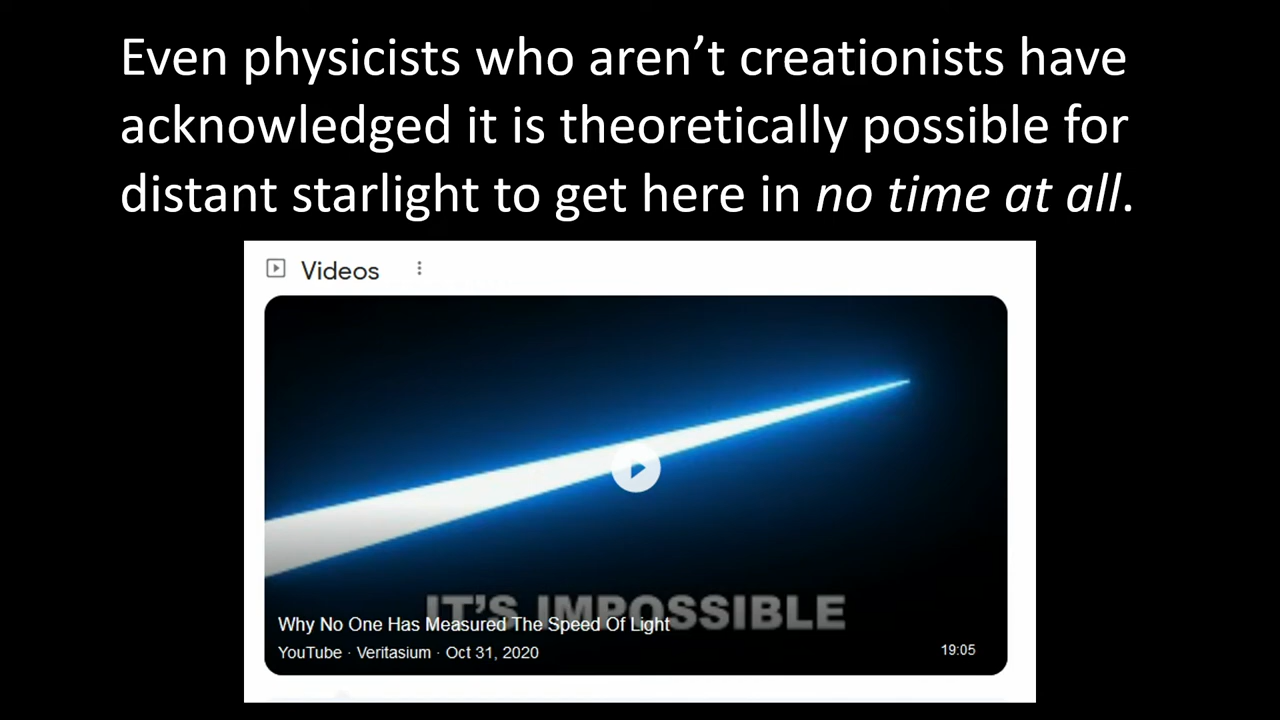 Even physicists who aren’t creationists have
acknowledged it is theoretically possible for
distant starlight to get here in no time at all.
Videos
IT'S IMPOSSIBLE
Why No One Has Measured The Speed Of Light
YouTube · Veritasium · Oct 31, 2020
19:05